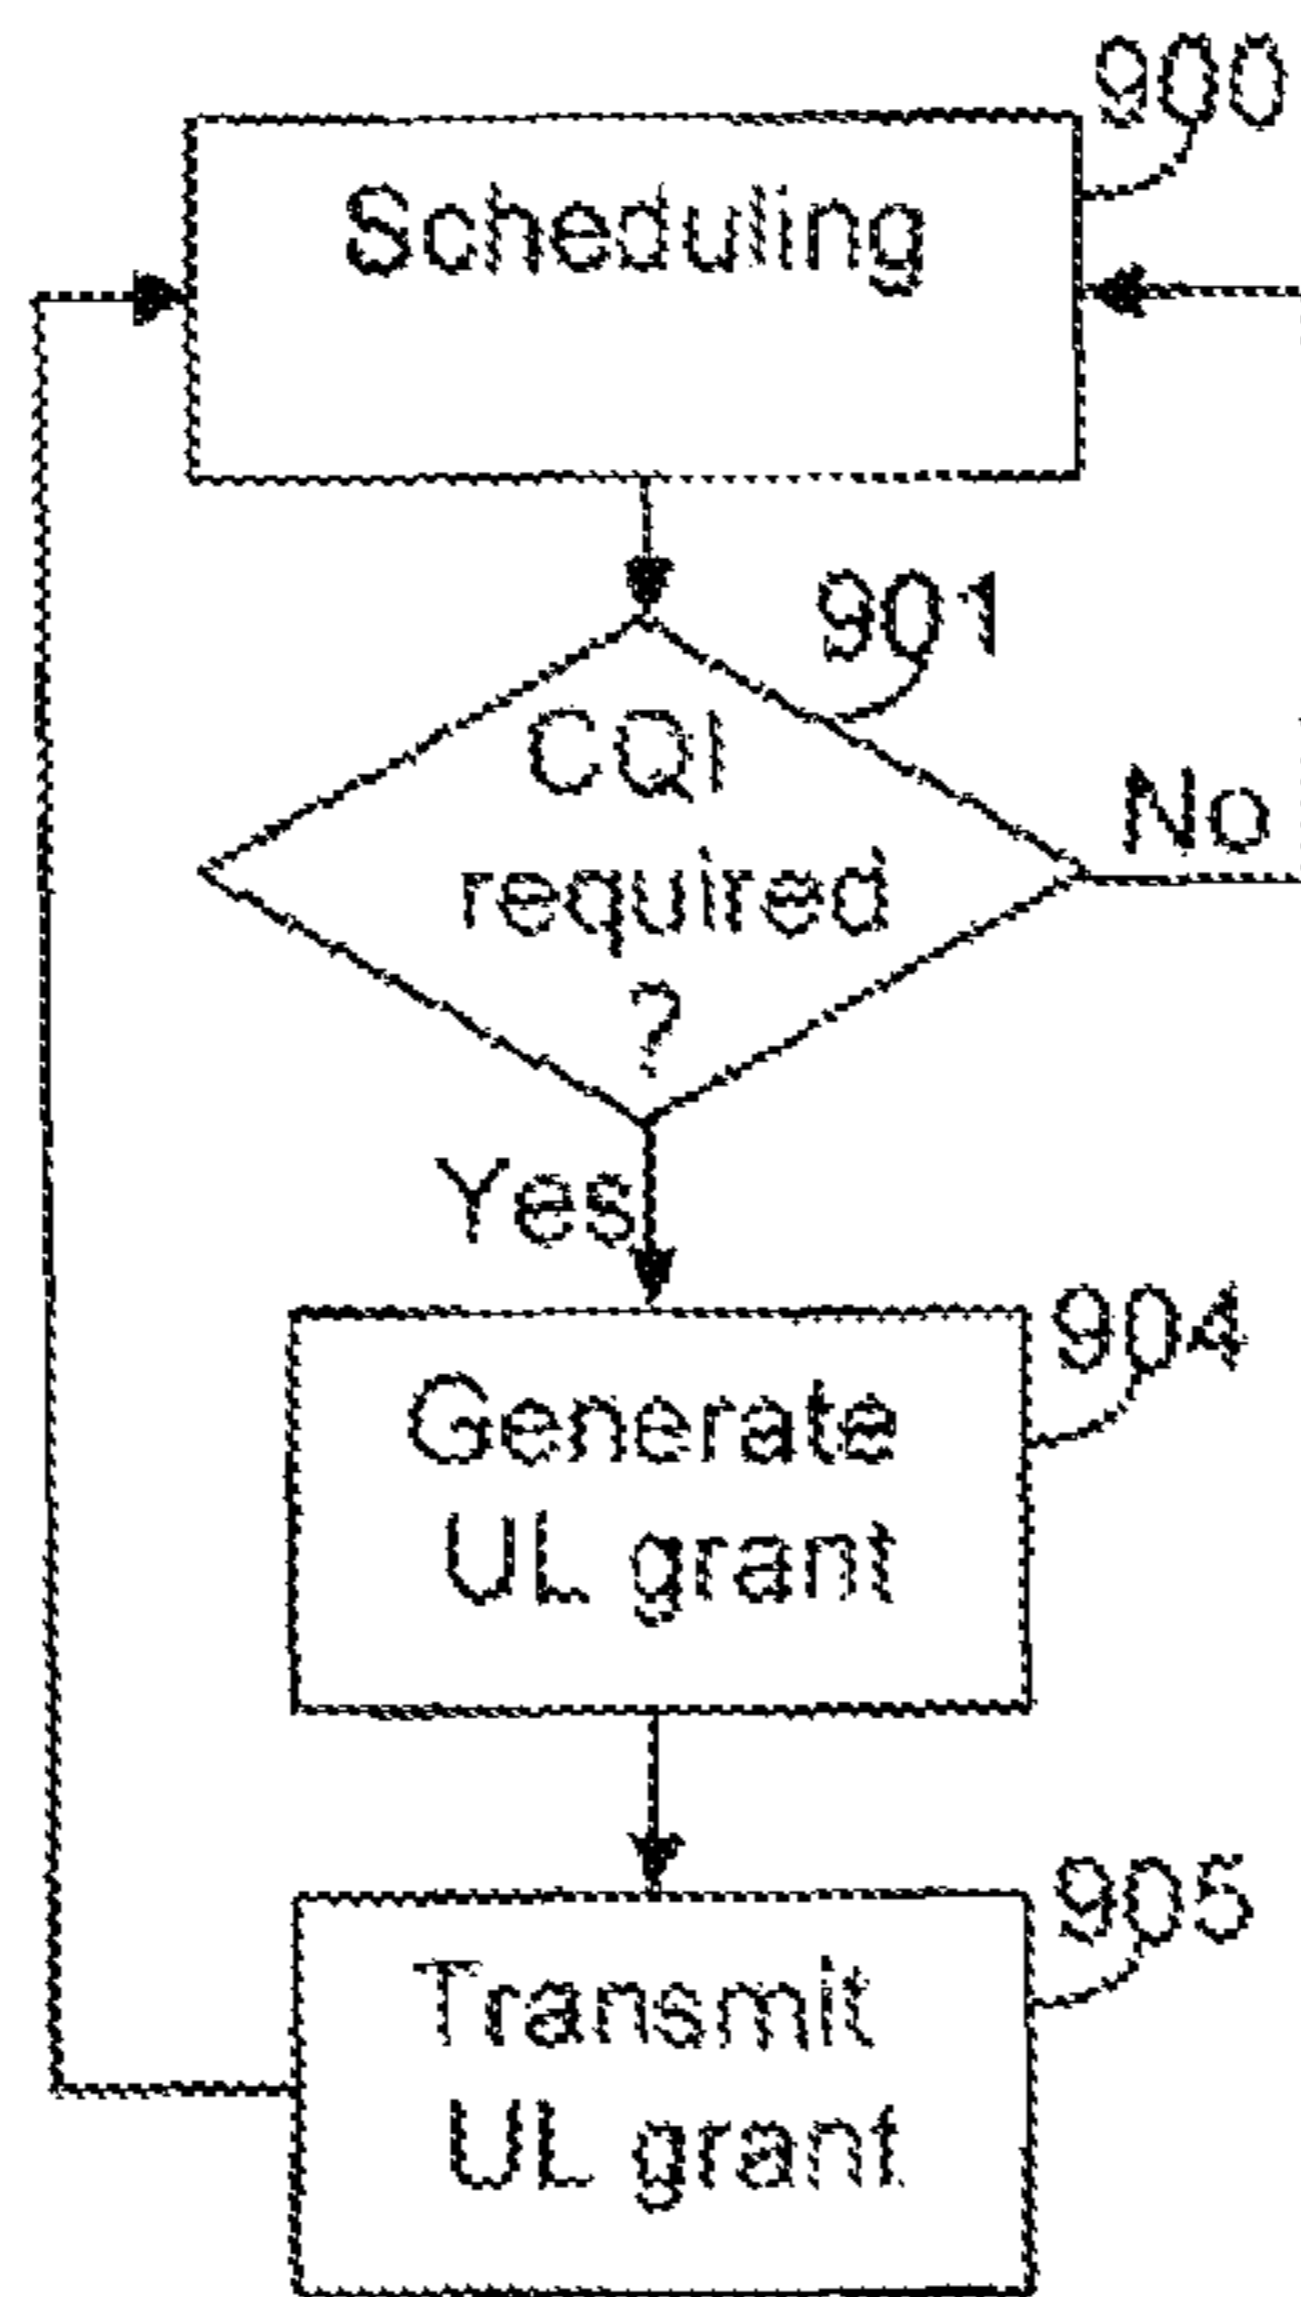 900
Scheduling
901
CQI
required
?
No
Yes
904
Generate
UL grant
905
Transmit
UL grant